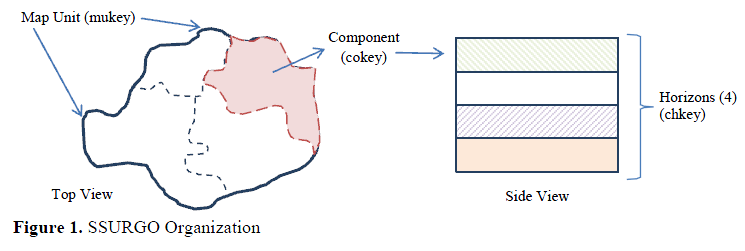 Map Unit (mukey)
Component
(cokey)
Horizons (4)
(chkey)
Top View
Side View
Figure 1. SSURGO Organization